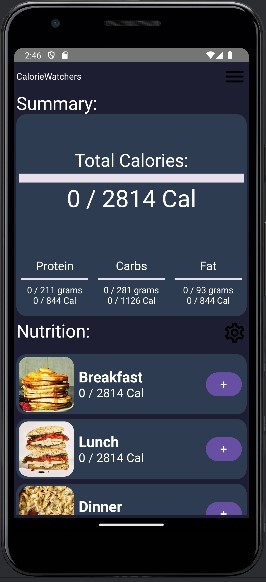 2:46
CalorieWatchers
Summary:
Total Calories:
0 / 2814 Cal
Protein Carbs Fat
0 / 211 grams 0 / 281 grams 0 / 93 grams
0 / 844 Cal 0 / 1126 Cal 0 / 844 Cal
Nutrition:
Breakfast
0 / 2814 Cal
+
Lunch
0 / 2814 Cal
+
Dinner
+